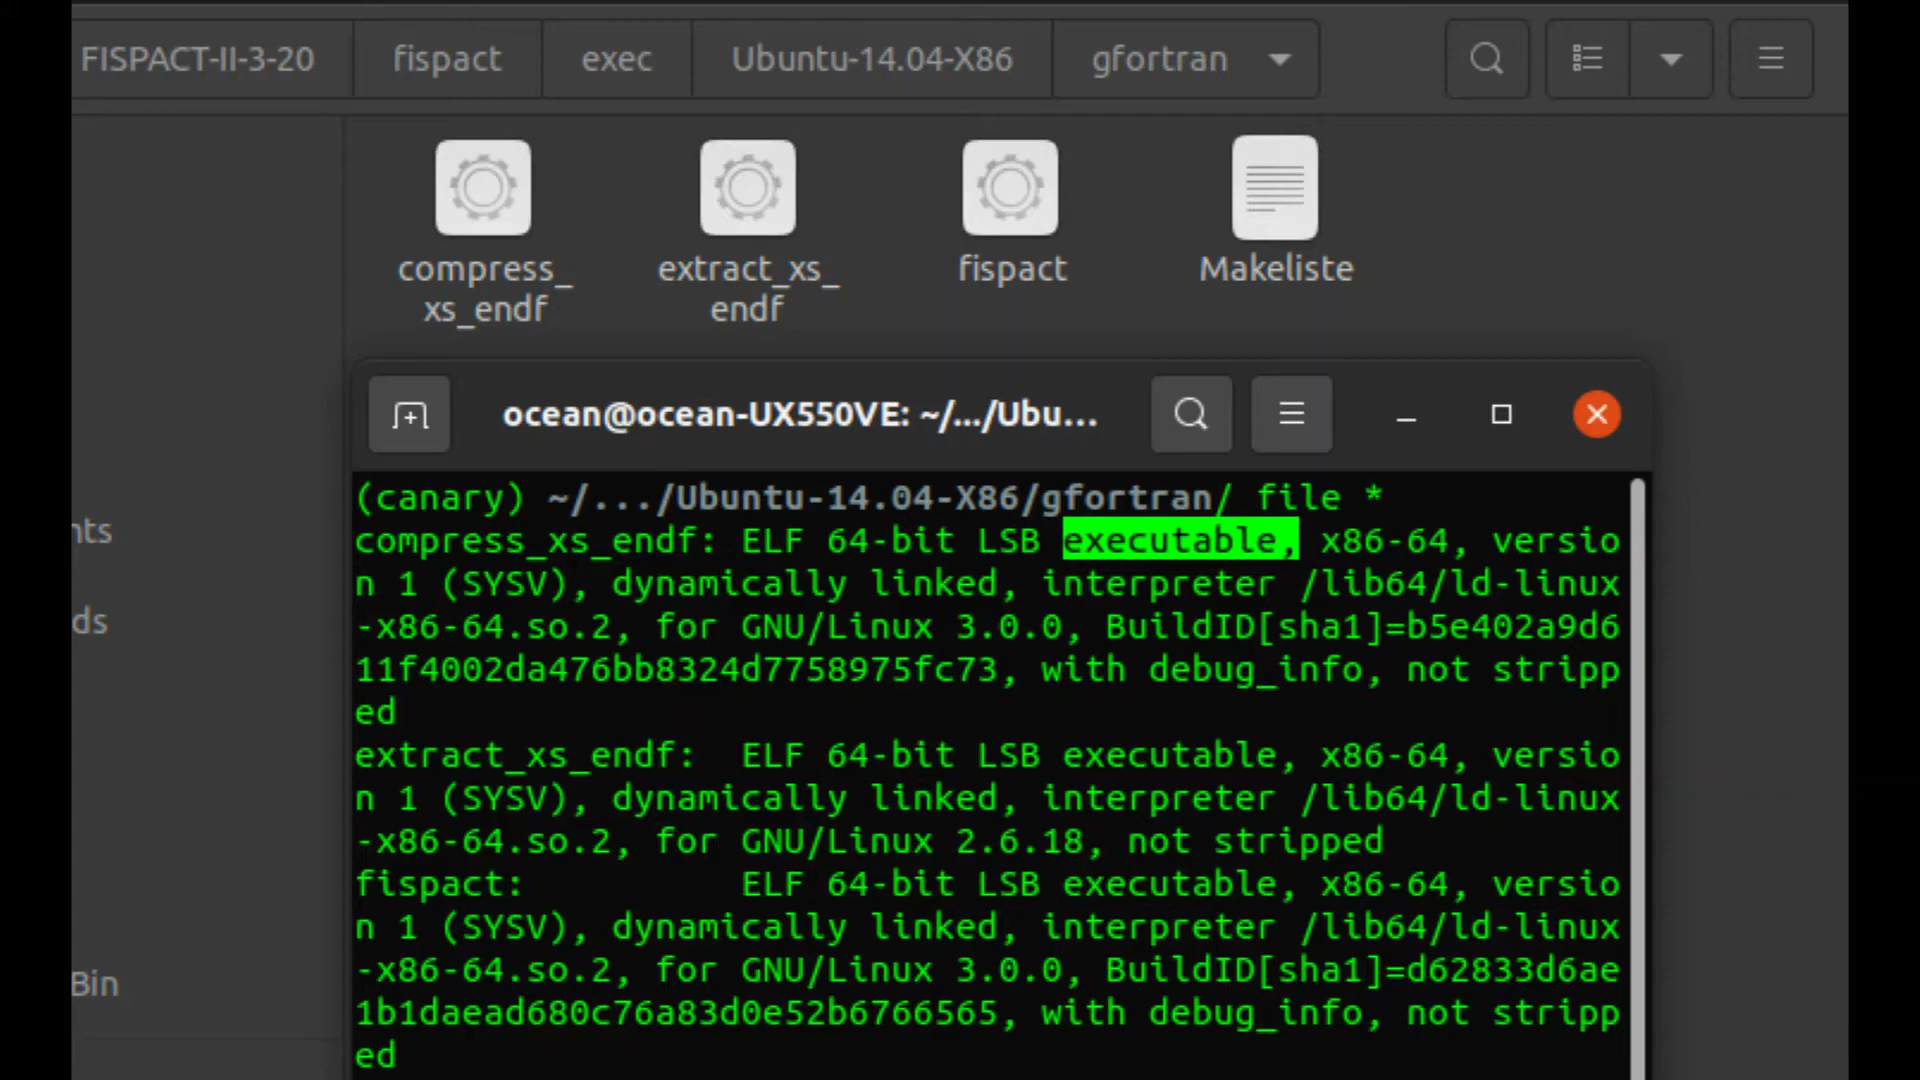 FISPACT-II-3-20 fispact exec Ubuntu-14.04-X86 gfortran
compress_ extract_xs_ fispact Makeliste
xs_endf endf
ocean@ocean-UX550VE: ~/.../Ubu...
(canary) ~/.../Ubuntu-14.04-X86/gfortran/ file *
compress_xs_endf: ELF 64-bit LSB executable, x86-64, versio
n 1 (SYSV), dynamically linked, interpreter /lib64/ld-linux
-x86-64.so.2, for GNU/Linux 3.0.0, BuildID[sha1]=b5e402a9d6
11f4002da476bb8324d7758975fc73, with debug_info, not stripp
ed
extract_xs_endf:  ELF 64-bit LSB executable, x86-64, versio
n 1 (SYSV), dynamically linked, interpreter /lib64/ld-linux
-x86-64.so.2, for GNU/Linux 2.6.18, not stripped
fispact:          ELF 64-bit LSB executable, x86-64, versio
n 1 (SYSV), dynamically linked, interpreter /lib64/ld-linux
-x86-64.so.2, for GNU/Linux 3.0.0, BuildID[sha1]=d62833d6ae
1b1daead680c76a83d0e52b6766565, with debug_info, not stripp
ed
nts
ds
Bin